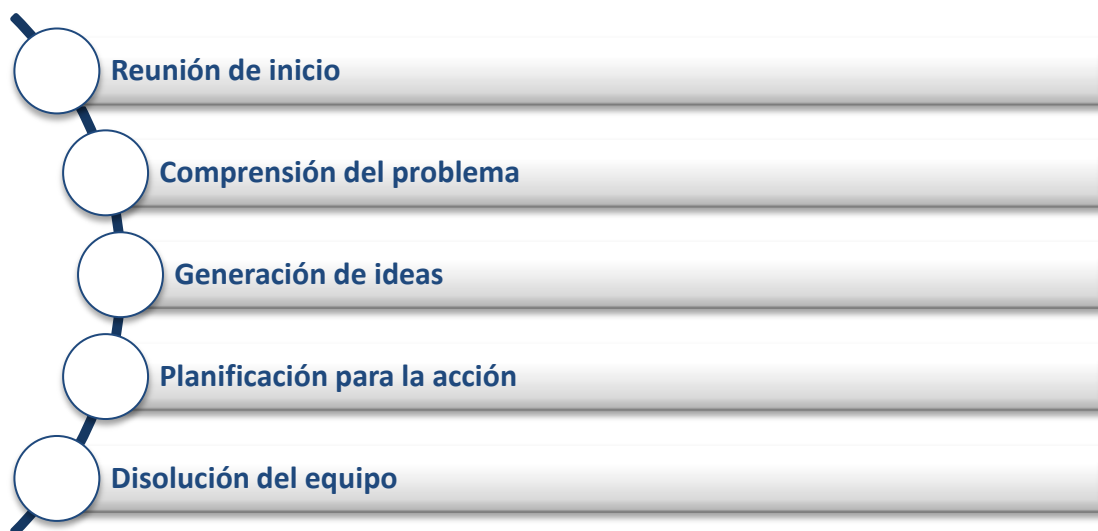 Reunión de inicio
Comprensión del problema
Generación de ideas
Planificación para la acción
Disolución del equipo